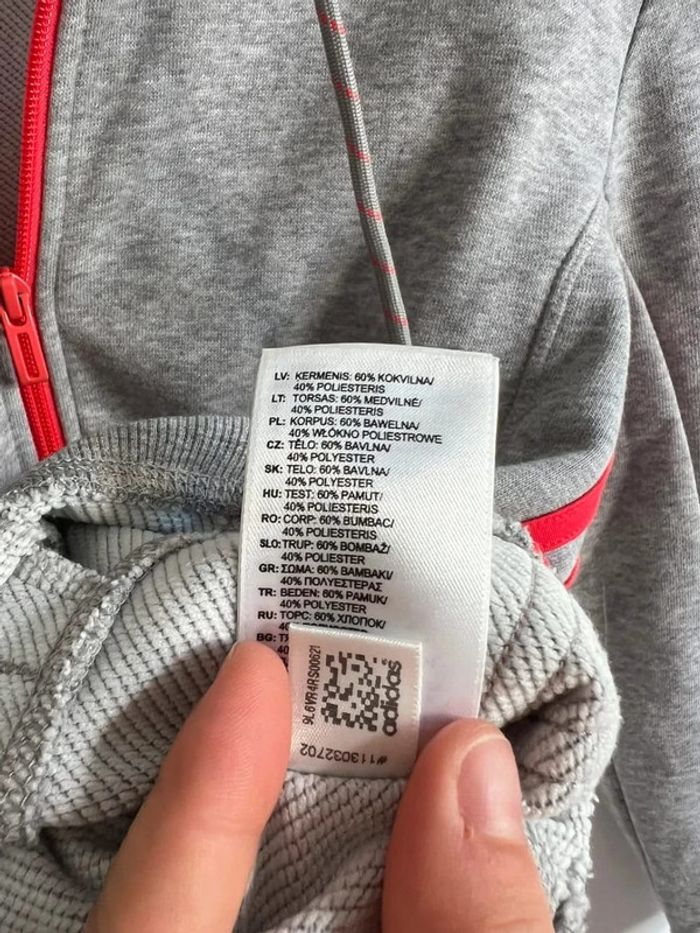 LV: ĶERMENIS: 60% KOKVILNA/
40% POLIESTERIS
LT: TORSAS: 60% MEDVILNĖ/
40% POLIESTERIS
PL: KORPUS: 60% BAWEŁNA/
40% WŁÓKNO POLIESTROWE
CZ: TĚLO: 60% BAVLNA/
40% POLYESTER
SK: TELO: 60% BAVLNA/
40% POLYESTER
HU: TEST: 60% PAMUT/
40% POLIESTERIS
RO: CORP: 60% BUMBAC/
40% POLIESTERIS
SLO: TRUP: 60% BOMBAŽ/
40% POLIESTER
GR: ΣΩΜΑ: 60% ΒΑΜΒΑΚΙ/
40% ΠΟΛΥΕΣΤΕΡΑΣ
TR: BEDEN: 60% PAMUK/
40% POLYESTER
RU: ТОРС: 60% ХЛОПОК/
BG:
adidas
#113032702